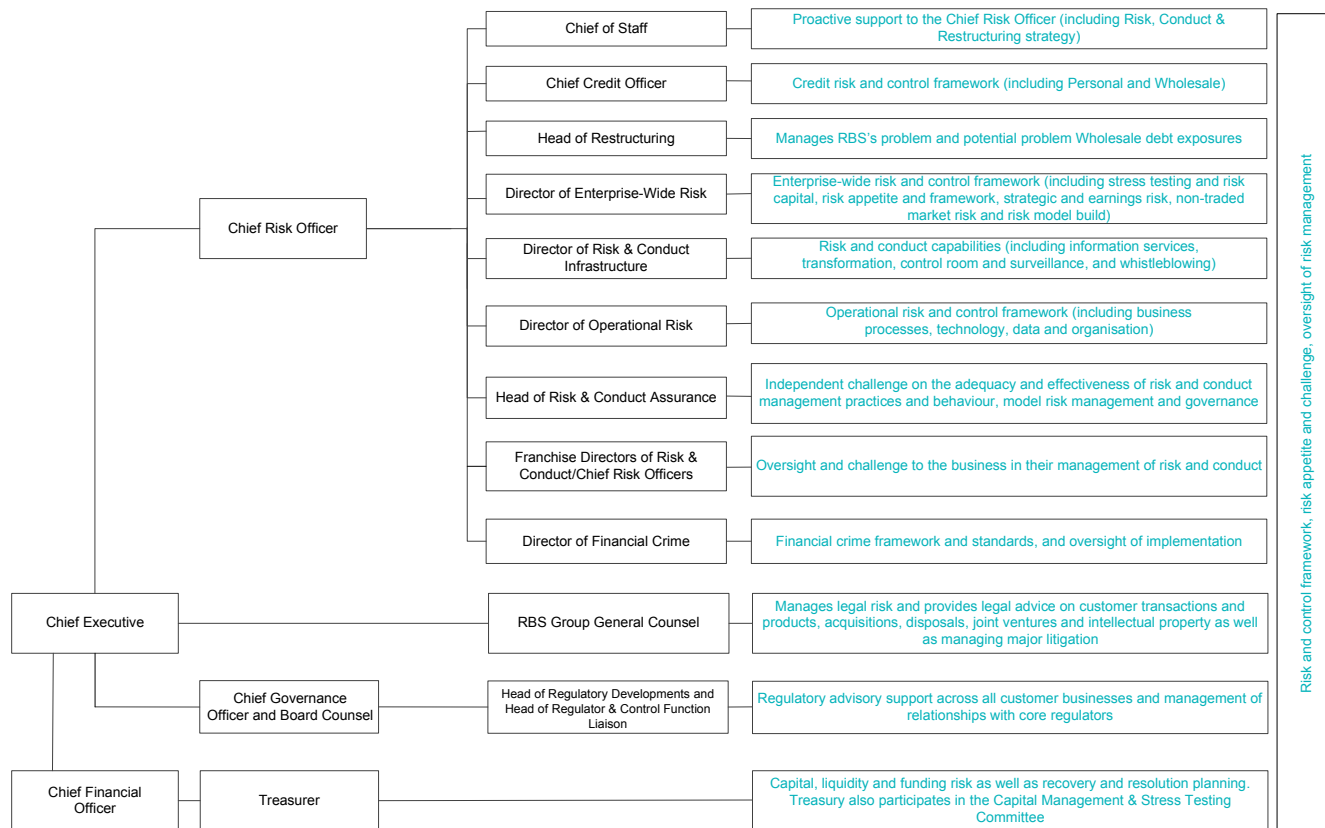 Chief of Staff
Proactive support to the Chief Risk Officer (including Risk, Conduct &
Restructuring strategy)
Chief Credit Officer
Credit risk and control framework (including Personal and Wholesale)
Head of Restructuring
Manages RBS's problem and potential problem Wholesale debt exposures
Director of Enterprise-Wide Risk
Enterprise-wide risk and control framework (including stress testing and risk
capital, risk appetite and framework, strategic and earnings risk, non-traded
market risk and risk model build)
Chief Risk Officer
Director of Risk & Conduct
Infrastructure
Risk and conduct capabilities (including information services,
transformation, control room and surveillance, and whistleblowing)
Director of Operational Risk
Operational risk and control framework (including business
processes, technology, data and organisation)
Head of Risk & Conduct Assurance
Independent challenge on the adequacy and effectiveness of risk and conduct
management practices and behaviour, model risk management and governance
Franchise Directors of Risk &
Conduct/Chief Risk Officers
Oversight and challenge to the business in their management of risk and conduct
Director of Financial Crime
Financial crime framework and standards, and oversight of implementation
Chief Executive
RBS Group General Counsel
Manages legal risk and provides legal advice on customer transactions and
products, acquisitions, disposals, joint ventures and intellectual property as well
as managing major litigation
Chief Governance
Officer and Board Counsel
Head of Regulatory Developments and
Head of Regulator & Control Function
Liaison
Regulatory advisory support across all customer businesses and management of
relationships with core regulators
Chief Financial
Officer
Treasurer
Capital, liquidity and funding risk as well as recovery and resolution planning.
Treasury also participates in the Capital Management & Stress Testing
Committee
Risk and control framework, risk appetite and challenge, oversight of risk management